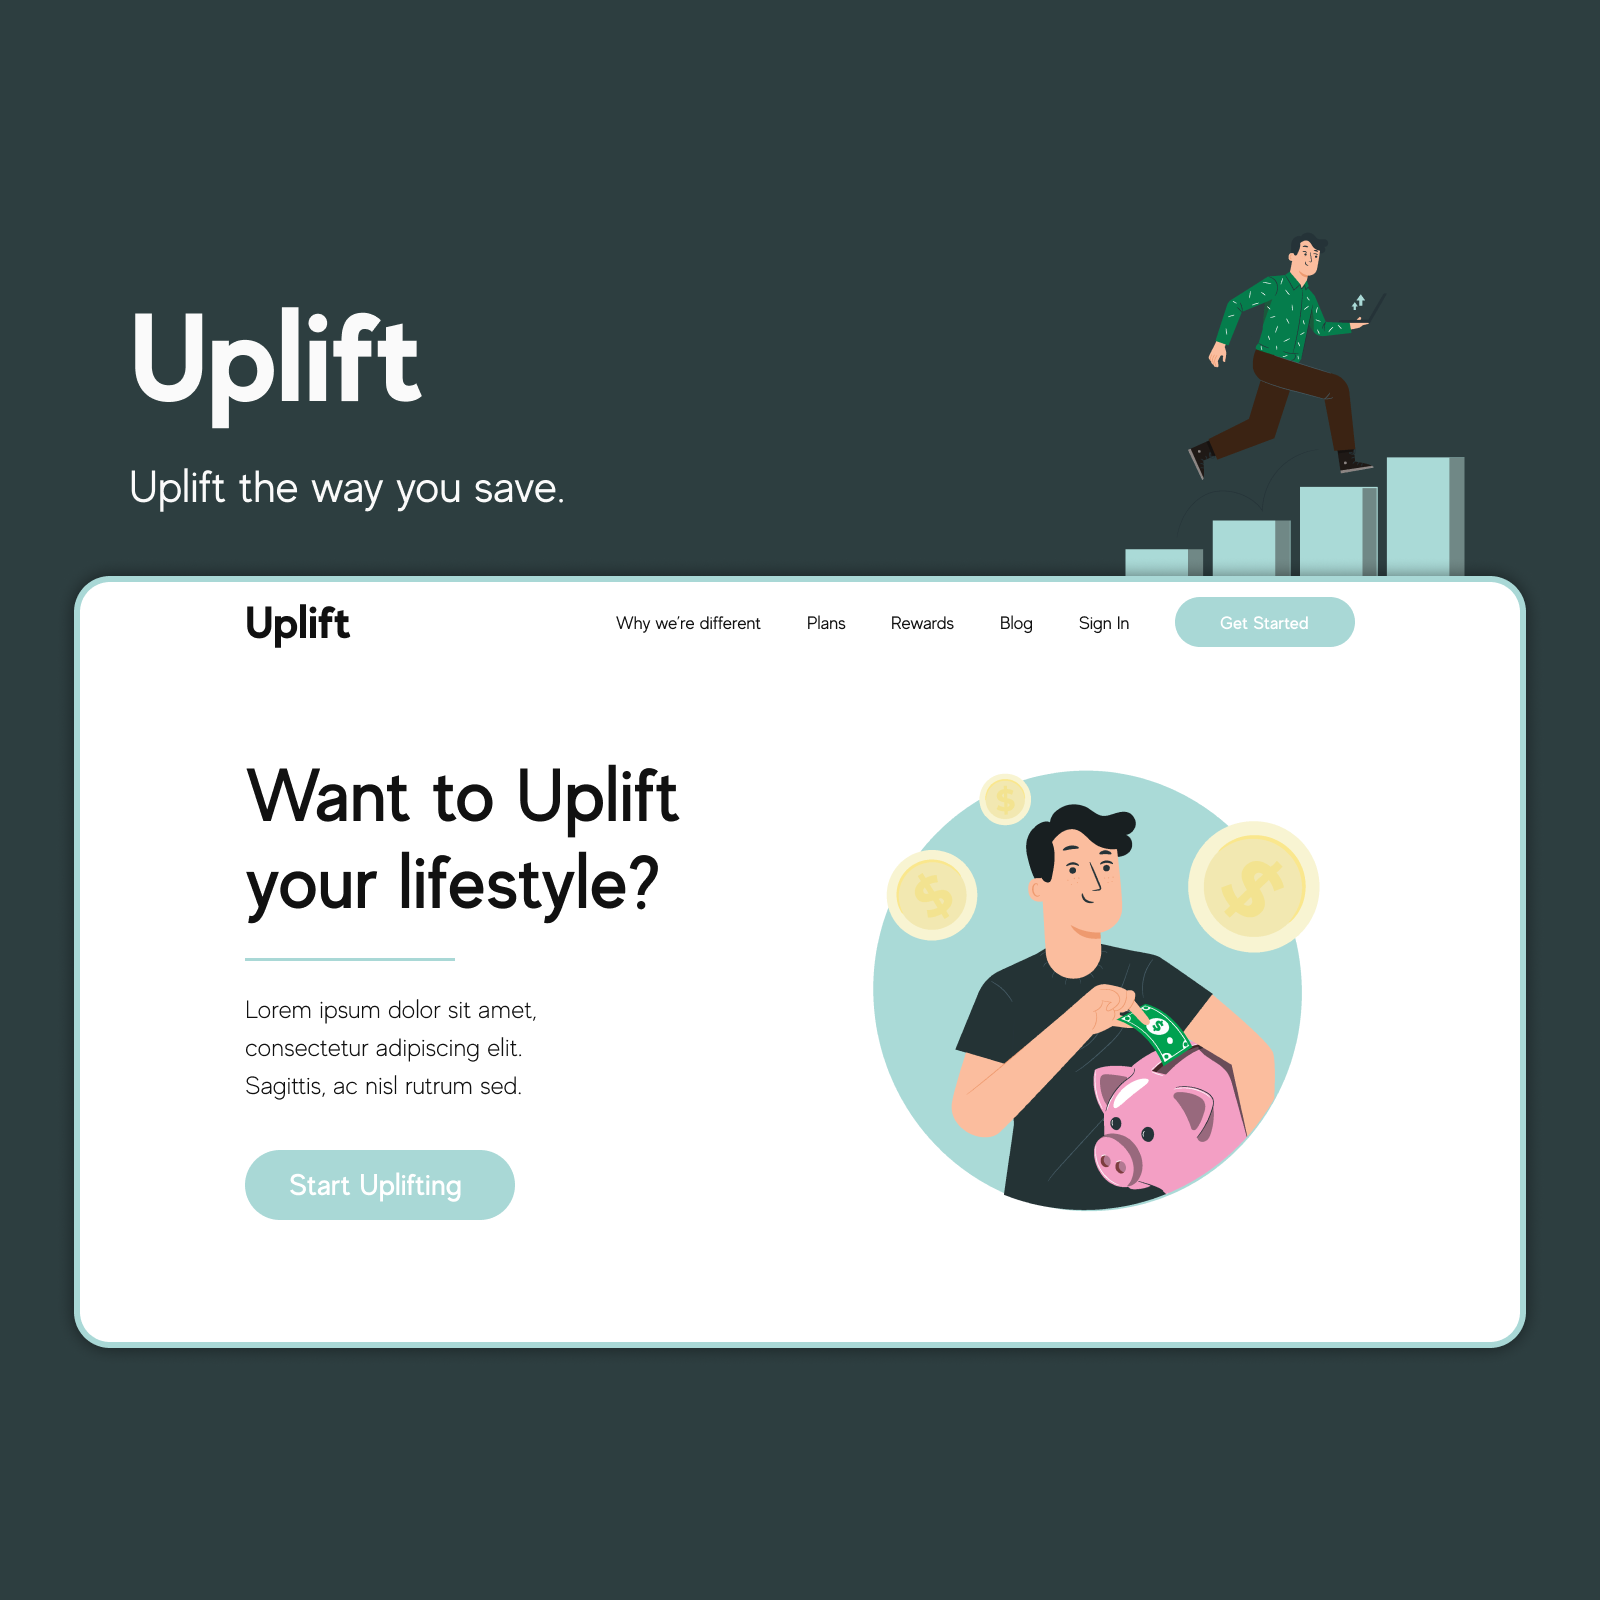 Uplift
Uplift the way you save.
Uplift
Why we're different
Plans
Rewards
Blog
Sign In
Get Started
Want to Uplift
your lifestyle?
Lorem ipsum dolor sit amet,
consectetur adipiscing elit.
Sagittis, ac nisl rutrum sed.
Start Uplifting
$
$
$
$